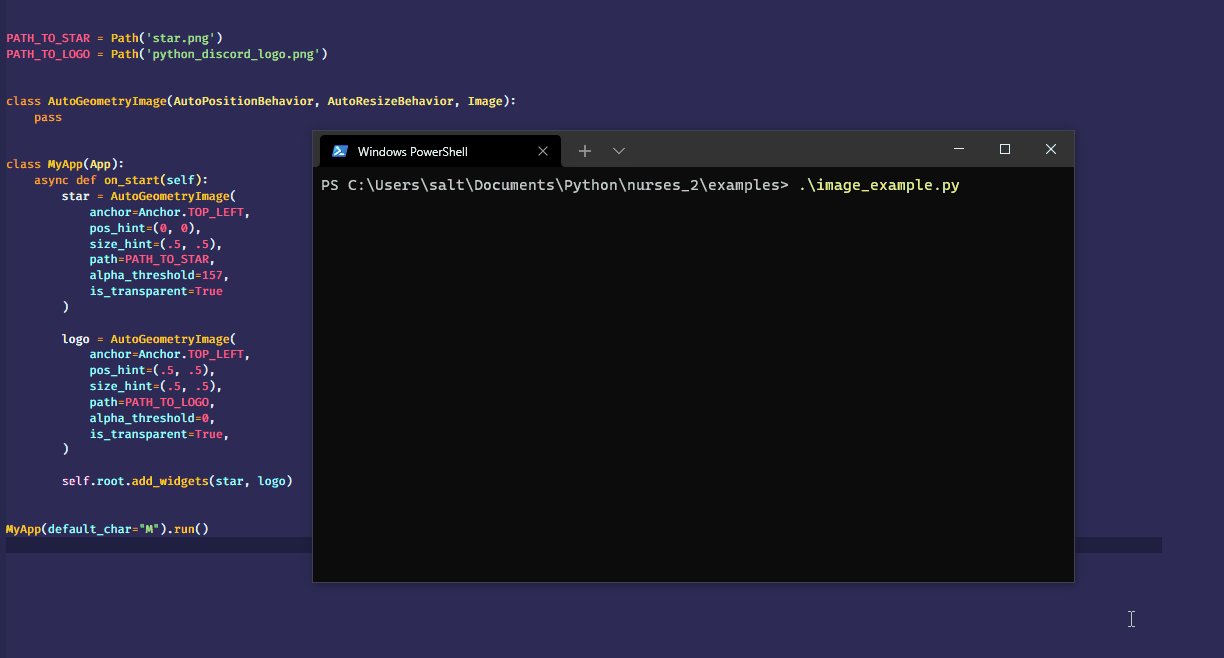 PATH_TO_STAR = Path('star.png')
PATH_TO_LOGO = Path('python_discord_logo.png')
class AutoGeometryImage(AutoPositionBehavior, AutoResizeBehavior, Image):
    pass
class MyApp(App):
    async def on_start(self):
        star = AutoGeometryImage(
            anchor=Anchor.TOP_LEFT,
            pos_hint=(0, 0),
            size_hint=(.5, .5),
            path=PATH_TO_STAR,
            alpha_threshold=157,
            is_transparent=True
        )
        logo = AutoGeometryImage(
            anchor=Anchor.TOP_LEFT,
            pos_hint=(.5, .5),
            size_hint=(.5, .5),
            path=PATH_TO_LOGO,
            alpha_threshold=0,
            is_transparent=True,
        )
        self.root.add_widgets(star, logo)
MyApp(default_char="M").run()
Windows PowerShell
PS C:\Users\salt\Documents\Python\nurses_2\examples> .\image_example.py